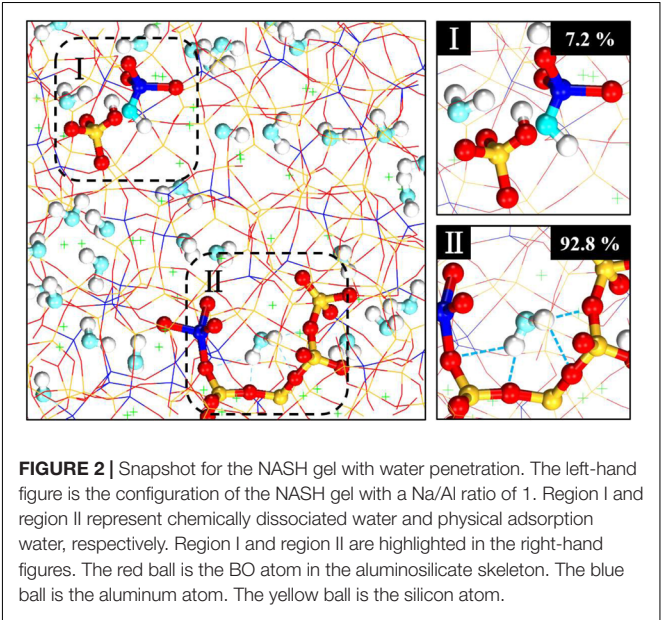 I
II
I
7.2 %
II
92.8 %
FIGURE 2 | Snapshot for the NASH gel with water penetration. The left-hand
figure is the configuration of the NASH gel with a Na/Al ratio of 1. Region I and
region II represent chemically dissociated water and physical adsorption
water, respectively. Region I and region II are highlighted in the right-hand
figures. The red ball is the BO atom in the aluminosilicate skeleton. The blue
ball is the aluminum atom. The yellow ball is the silicon atom.